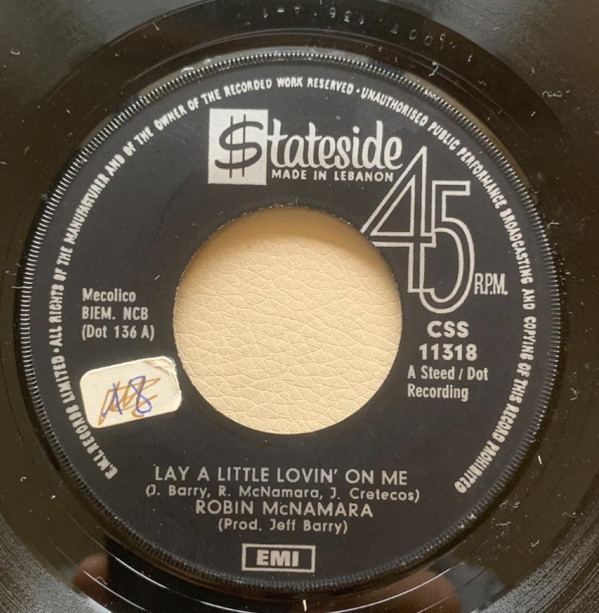 E.M.I. RECORDS LIMITED · ALL RIGHTS OF THE MANUFACTURER AND OF THE OWNER OF THE RECORDED WORK RESERVED · UNAUTHORISED PUBLIC PERFORMANCE BROADCASTING AND COPYING OF THIS RECORD PROHIBITED
$tateside
MADE IN LEBANON
45 R.P.M.
Mecolico
BIEM. NCB
(Dot 136 A)
CSS
11318
A Steed / Dot
Recording
18
LAY A LITTLE LOVIN' ON ME
(J. Barry, R. McNamara, J. Cretecos)
ROBIN McNAMARA
(Prod. Jeff Barry)
EMI